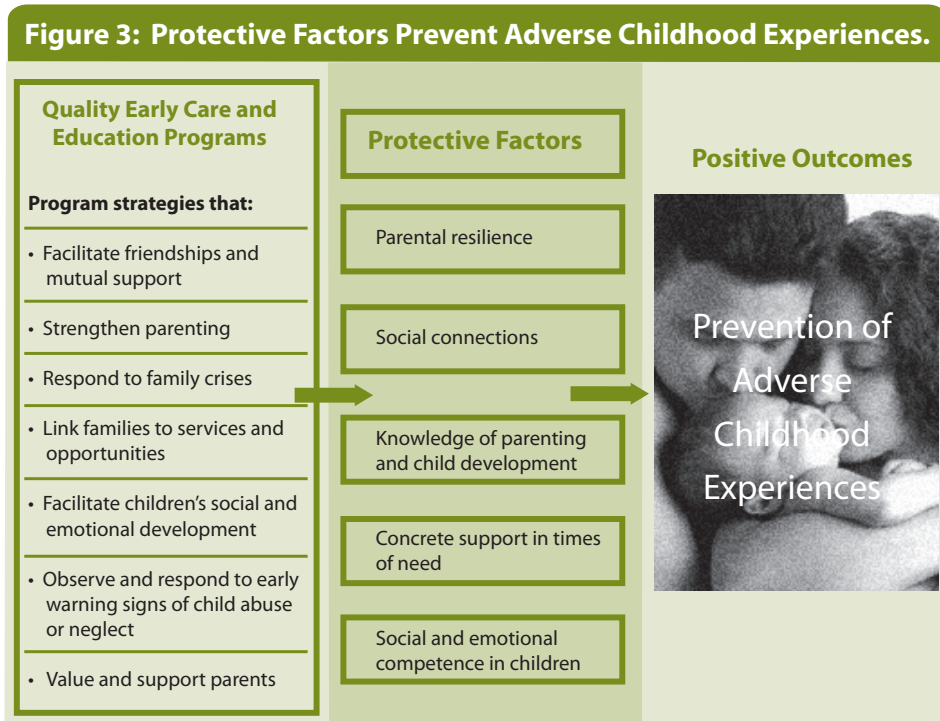 Figure 3: Protective Factors Prevent Adverse Childhood Experiences.
Quality Early Care and
Education Programs
Program strategies that:
• Facilitate friendships and
mutual support
• Strengthen parenting
• Respond to family crises
• Link families to services and
opportunities
• Facilitate children’s social and
emotional development
• Observe and respond to early
warning signs of child abuse
or neglect
• Value and support parents
Protective Factors
Parental resilience
Social connections
Knowledge of parenting
and child development
Concrete support in times
of need
Social and emotional
competence in children
Positive Outcomes
Prevention of
Adverse
Childhood
Experiences